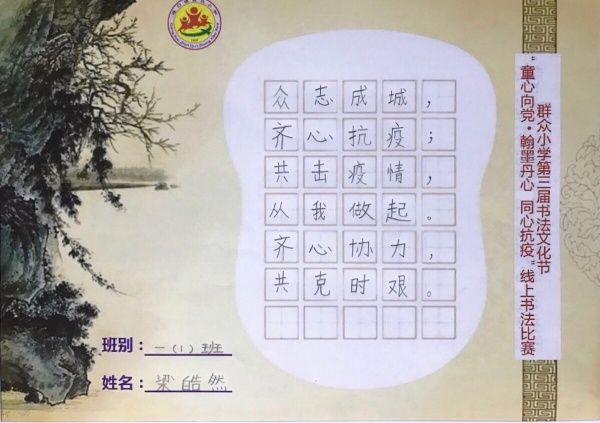 众志成城，
齐心抗疫；
共击疫情，
从我做起。
齐心协力，
共克时艰。
班别：一（1）班
姓名：梁皓然
群众小学第三届书法文化节
“童心向党·翰墨丹心 同心抗疫”线上书法比赛